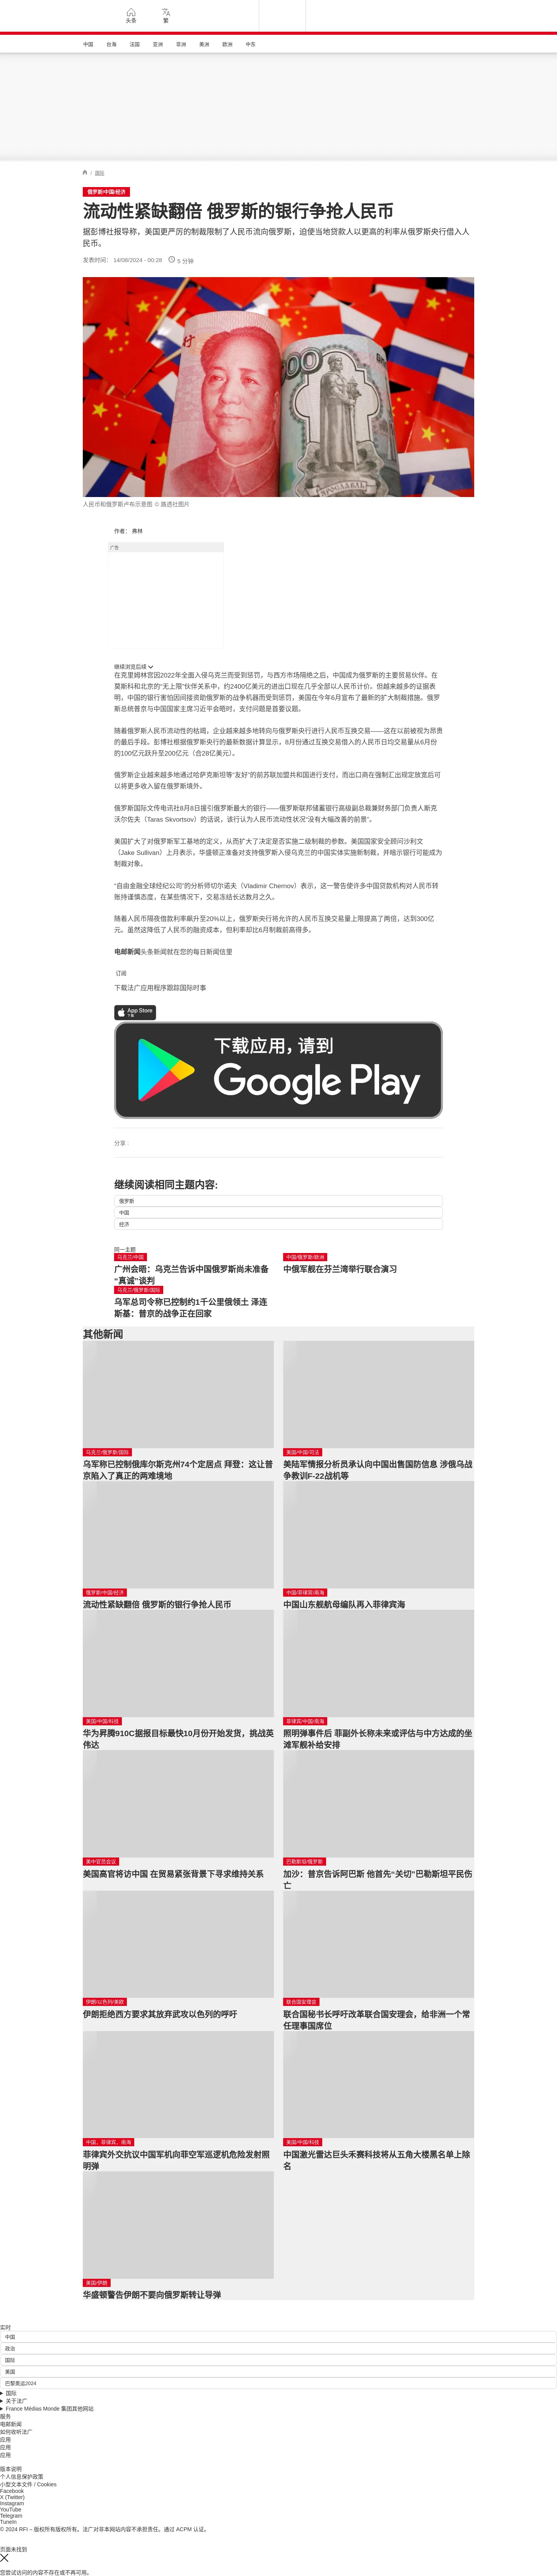 头条
繁
中国
台海
法国
亚洲
非洲
美洲
欧洲
中东
/ 国际
俄罗斯/中国/经济
流动性紧缺翻倍 俄罗斯的银行争抢人民币
据彭博社报导称，美国更严厉的制裁限制了人民币流向俄罗斯，迫使当地贷款人以更高的利率从俄罗斯央行借入人
民币。
发表时间： 14/08/2024 - 00:28 5 分钟
人民币和俄罗斯卢布示意图 © 路透社图片
作者： 弗林
广告
继续浏览后续
在克里姆林宫因2022年全面入侵乌克兰而受到惩罚，与西方市场隔绝之后，中国成为俄罗斯的主要贸易伙伴。在
莫斯科和北京的“无上限”伙伴关系中，约2400亿美元的进出口现在几乎全部以人民币计价。但越来越多的证据表
明，中国的银行害怕因间接资助俄罗斯的战争机器而受到惩罚，美国在今年6月宣布了最新的扩大制裁措施。俄罗
斯总统普京与中国国家主席习近平会晤时，支付问题是首要议题。
随着俄罗斯人民币流动性的枯竭，企业越来越多地转向与俄罗斯央行进行人民币互换交易——这在以前被视为昂贵
的最后手段。彭博社根据俄罗斯央行的最新数据计算显示，8月份通过互换交易借入的人民币日均交易量从6月份
的100亿元跃升至200亿元（合28亿美元）。
俄罗斯企业越来越多地通过哈萨克斯坦等“友好”的前苏联加盟共和国进行支付，而出口商在强制汇出规定放宽后可
以将更多收入留在俄罗斯境外。
俄罗斯国际文传电讯社8月8日援引俄罗斯最大的银行——俄罗斯联邦储蓄银行高级副总裁兼财务部门负责人斯克
沃尔佐夫（Taras Skvortsov）的话说，该行认为人民币流动性状况“没有大幅改善的前景”。
美国扩大了对俄罗斯军工基地的定义，从而扩大了决定是否实施二级制裁的参数。美国国家安全顾问沙利文
（Jake Sullivan）上月表示，华盛顿正准备对支持俄罗斯入侵乌克兰的中国实体实施新制裁，并暗示银行可能成为
制裁对象。
“自由金融全球经纪公司”的分析师切尔诺夫（Vladimir Chernov）表示，这一警告使许多中国贷款机构对人民币转
账持谨慎态度，在某些情况下，交易冻结长达数月之久。
随着人民币隔夜借款利率飙升至20%以上，俄罗斯央行将允许的人民币互换交易量上限提高了两倍，达到300亿
元。虽然这降低了人民币的融资成本，但利率却比6月制裁前高得多。
电邮新闻头条新闻就在您的每日新闻信里
订阅
下载法广应用程序跟踪国际时事
App Store
下载
下载应用，请到
Google Play
分享 :
继续阅读相同主题内容:
俄罗斯
中国
经济
同一主题
乌克兰/中国
广州会晤：乌克兰告诉中国俄罗斯尚未准备
“真诚”谈判
中国/俄罗斯/欧洲
中俄军舰在芬兰湾举行联合演习
乌克兰/俄罗斯/国际
乌军总司令称已控制约1千公里俄领土 泽连
斯基：普京的战争正在回家
其他新闻
乌克兰/俄罗斯/国际
乌军称已控制俄库尔斯克州74个定居点 拜登：这让普
京陷入了真正的两难境地
美国/中国/司法
美陆军情报分析员承认向中国出售国防信息 涉俄乌战
争教训F-22战机等
俄罗斯/中国/经济
流动性紧缺翻倍 俄罗斯的银行争抢人民币
中国/菲律宾/南海
中国山东舰航母编队再入菲律宾海
美国/中国/科技
华为昇腾910C据报目标最快10月份开始发货，挑战英
伟达
菲律宾/中国/南海
照明弹事件后 菲副外长称未来或评估与中方达成的坐
滩军舰补给安排
美中官员会议
美国高官将访中国 在贸易紧张背景下寻求维持关系
巴勒斯坦/俄罗斯
加沙：普京告诉阿巴斯 他首先“关切”巴勒斯坦平民伤
亡
伊朗/以色列/美欧
伊朗拒绝西方要求其放弃武攻以色列的呼吁
联合国安理会
联合国秘书长呼吁改革联合国安理会，给非洲一个常
任理事国席位
中国，菲律宾，南海
菲律宾外交抗议中国军机向菲空军巡逻机危险发射照
明弹
美国/中国/科技
中国激光雷达巨头禾赛科技将从五角大楼黑名单上除
名
美国/伊朗
华盛顿警告伊朗不要向俄罗斯转让导弹
实时
中国
政治
国际
美国
巴黎奥运2024
国际
关于法广
France Médias Monde 集团其他网站
服务
电邮新闻
如何收听法广
应用
应用
应用
版本说明
个人信息保护政策
小型文本文件 / Cookies
Facebook
X (Twitter)
Instagram
YouTube
Telegram
TuneIn
© 2024 RFI – 版权所有版权所有。法广对非本网站内容不承担责任。通过 ACPM 认证。
页面未找到
您尝试访问的内容不存在或不再可用。